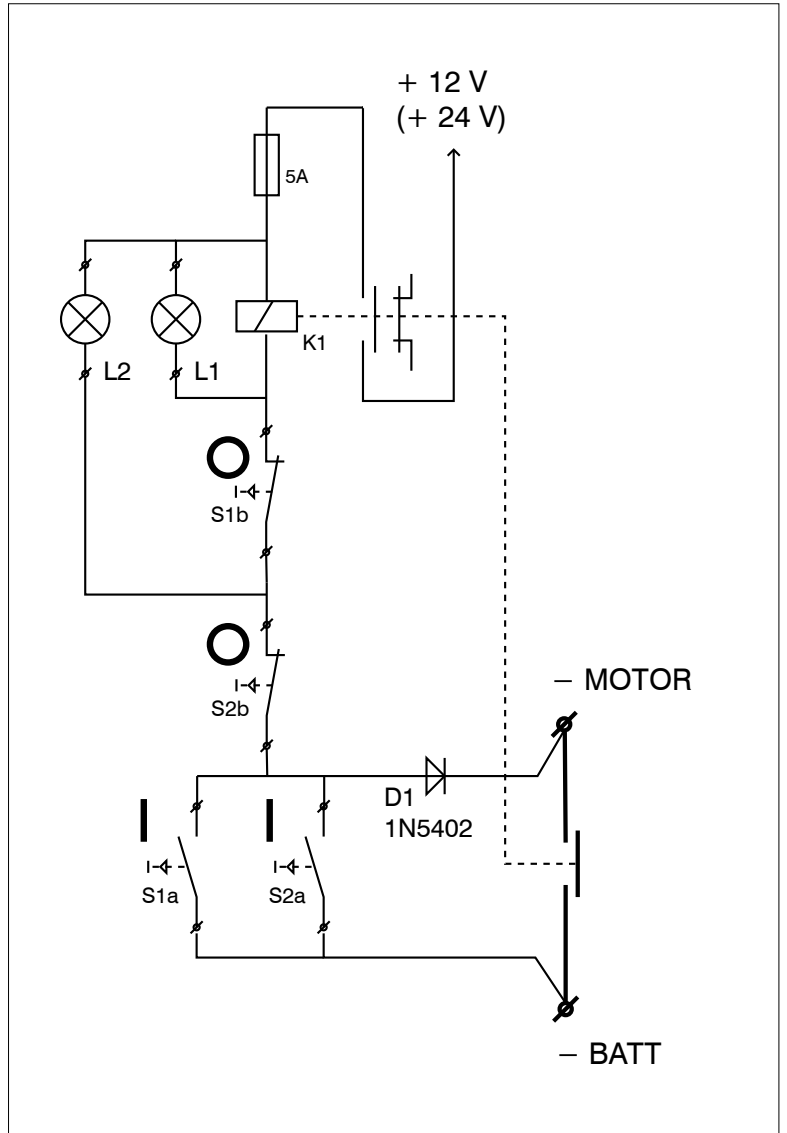 + 12 V
(+ 24 V)
5A
K1
L2
L1
S1b
S2b
– MOTOR
D1
1N5402
S1a
S2a
– BATT